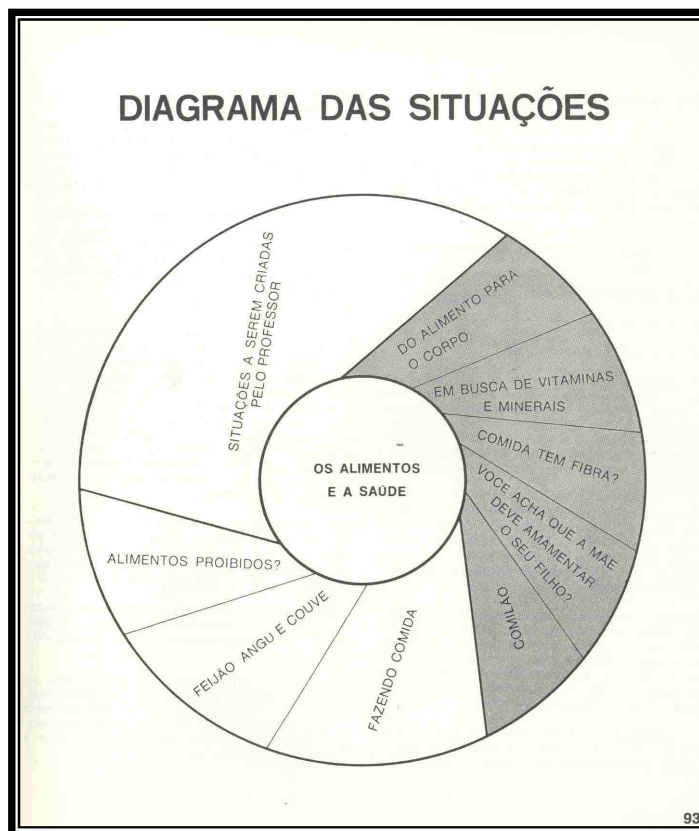 DIAGRAMA DAS SITUAÇÕES
SITUAÇÕES A SEREM CRIADAS
PELO PROFESSOR
DO ALIMENTO PARA
O CORPO
EM BUSCA DE VITAMINAS
E MINERAIS
COMIDA TEM FIBRA?
VOCE ACHA QUE A MÃE
DEVE AMAMENTAR
O SEU FILHO?
COMILÃO
FAZENDO COMIDA
FEIJÃO ANGU E COUVE
ALIMENTOS PROIBIDOS?
OS ALIMENTOS
E A SAÚDE
93